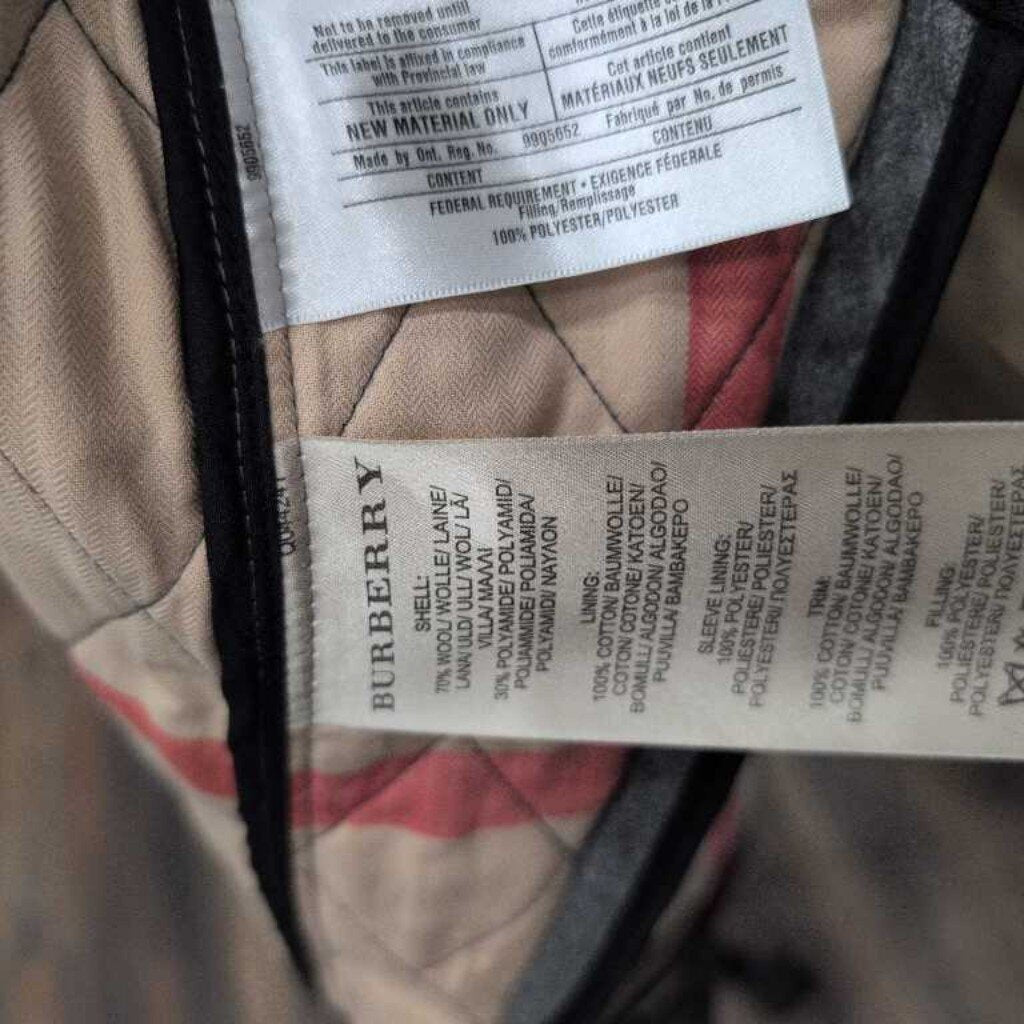 Not to be removed until
delivered to the consumer
This label is affixed in compliance
with Provincial law
This article contains
NEW MATERIAL ONLY
Made by Ont. Reg. No. 9905652 Fabriqué par No. de permis
Cette étiquette
conformément à la loi de la
Cet article contient
MATÉRIAUX NEUFS SEULEMENT
CONTENT CONTENU
FEDERAL REQUIREMENT • EXIGENCE FÉDERALE
Filling/Remplissage
100% POLYESTER/POLYESTER
9905652
BURBERRY
SHELL:
70% WOOL/ WOLLE/ LAINE/
LANA/ ULD/ ULL/ WOL/ LÃ/
VILLA/ ΜΑΛΛΙ
30% POLYAMIDE/ POLYAMID/
POLIAMMIDE/ POLIAMIDA/
POLYAMIDI/ ΝΑΥΛΟΝ
LINING:
100% COTTON/ BAUMWOLLE/
COTON/ COTONE/ KATOEN/
BOMULL/ ALGODON/ ALGODAO/
PUUVILLA/ ΒΑΜΒΑΚΕΡΟ
SLEEVE LINING:
100% POLYESTER/
POLIESTERE/ POLIESTER/
POLYESTERI/ ΠΟΛΥΕΣΤΕΡΑΣ
TRIM:
100% COTTON/ BAUMWOLLE/
COTON/ COTONE/ KATOEN/
BOMULL/ ALGODON/ ALGODAO/
PUUVILLA/ ΒΑΜΒΑΚΕΡΟ
FILLING:
100% POLYESTER/
POLIESTERE/ POLIESTER/
POLYESTERI/ ΠΟΛΥΕΣΤΕΡΑΣ